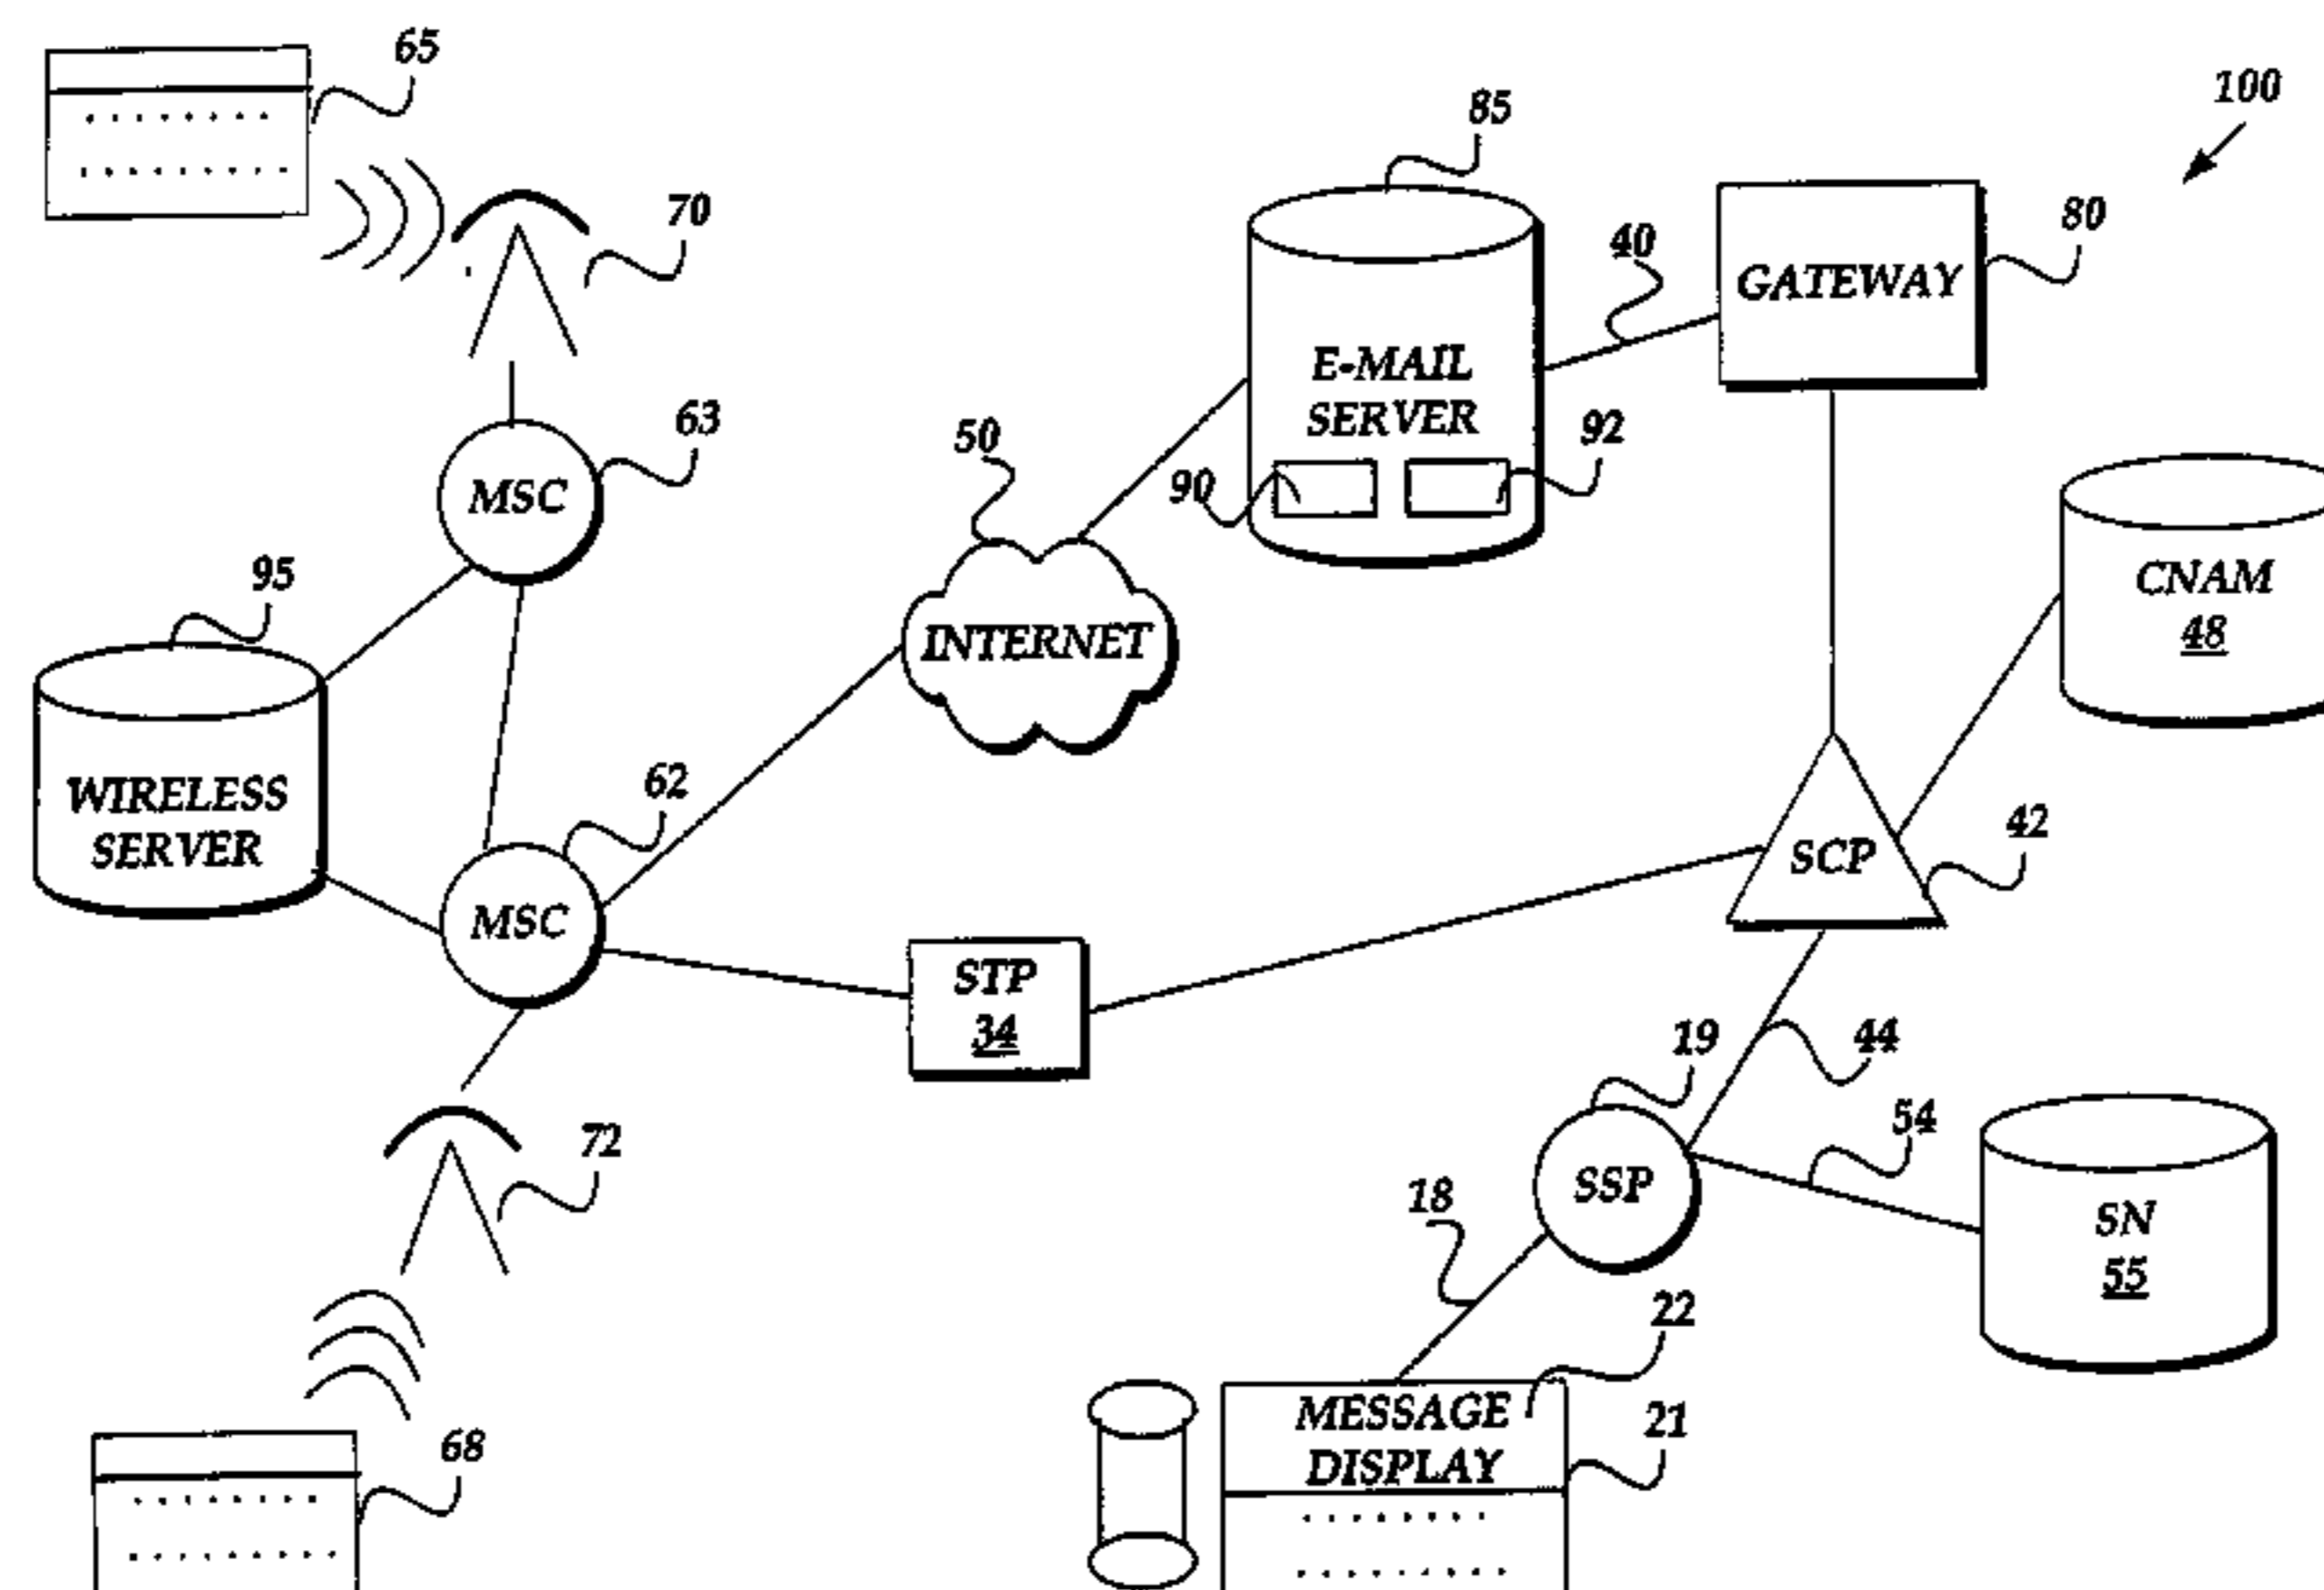 65
100
85
70
80
40
GATEWAY
E-MAIL
SERVER
63
92
50
90
MSC
95
CNAM
48
INTERNET
62
WIRELESS
SERVER
42
SCP
MSC
STP
34
19
44
54
72
18
SSP
SN
55
22
MESSAGE
DISPLAY
21
68